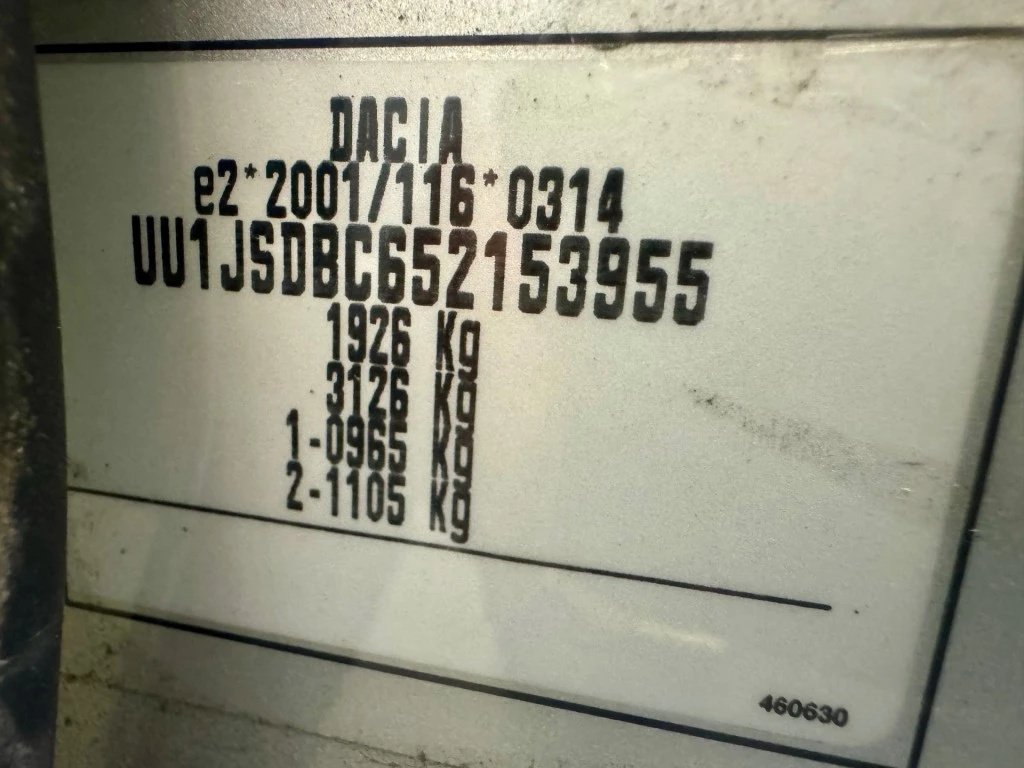 DACIA
e2*2001/116*0314
UU1JSDBC652153955
1926 Kg
3126 Kg
1-0965 Kg
2-1105 Kg
460630